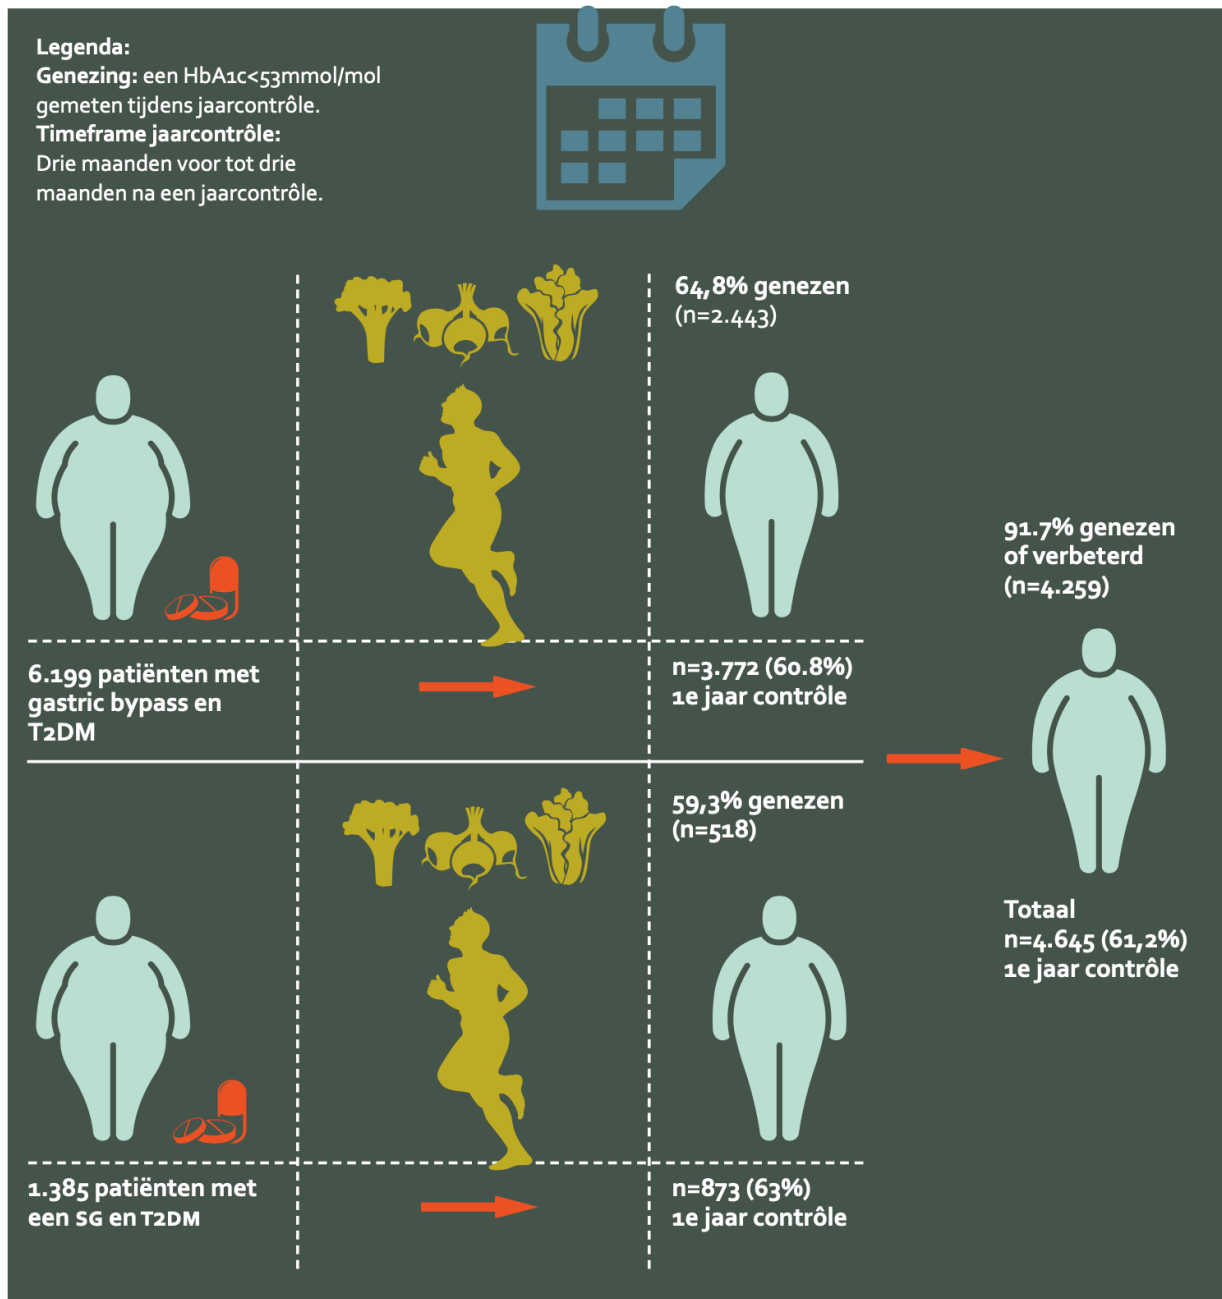 Legenda:
Genezing: een HbA1c<53mmol/mol
gemeten tijdens jaarcontrôle.
Timeframe jaarcontrôle:
Drie maanden voor tot drie
maanden na een jaarcontrôle.
64,8% genezen
(n=2.443)
6.199 patiënten met
gastric bypass en
T2DM
n=3.772 (60.8%)
1e jaar contrôle
59,3% genezen
(n=518)
1.385 patiënten met
een SG en T2DM
n=873 (63%)
1e jaar contrôle
91.7% genezen
of verbeterd
(n=4.259)
Totaal
n=4.645 (61,2%)
1e jaar contrôle